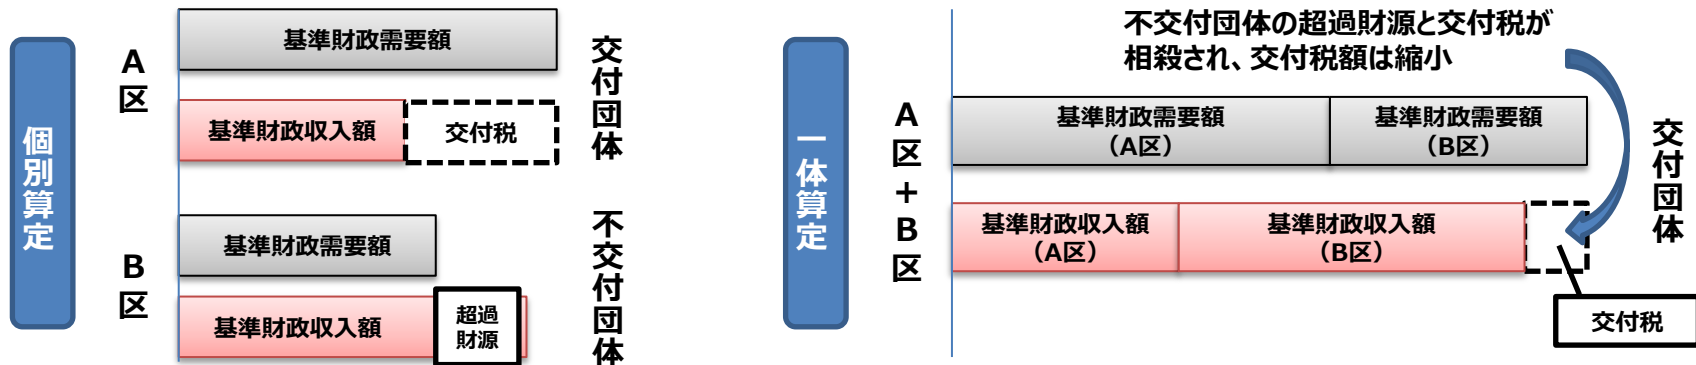 個別算定
A区
基準財政需要額
基準財政収入額
交付税
交付団体
B区
基準財政需要額
基準財政収入額
超過
財源
不交付団体
一体算定
不交付団体の超過財源と交付税が
相殺され、交付税額は縮小
A区+B区
基準財政需要額
（A区）
基準財政需要額
（B区）
基準財政収入額
（A区）
基準財政収入額
（B区）
交付団体
交付税